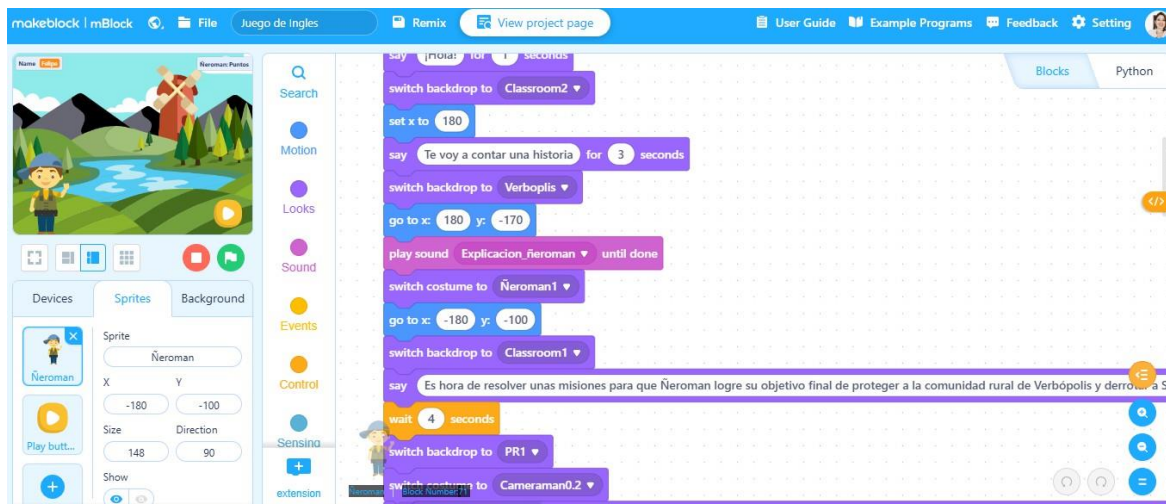 makeblock | mBlock File Juego de Ingles Remix View project page User Guide Example Programs Feedback Setting
Name Felipe Ñeroman: Puntos
Devices Sprites Background
Sprite
Ñeroman
Ñeroman
X Y
-180 -100
Size Direction
148 90
Play butt...
Show
Search
Motion
Looks
Sound
Events
Control
Sensing
extension
say ¡Hola! for 1 seconds
switch backdrop to Classroom2
set x to 180
say Te voy a contar una historia for 3 seconds
switch backdrop to Verboplis
go to x: 180 y: -170
play sound Explicacion_ñeroman until done
switch costume to Ñeroman1
go to x: -180 y: -100
switch backdrop to Classroom1
say Es hora de resolver unas misiones para que Ñeroman logre su objetivo final de proteger a la comunidad rural de Verbópolis y derrotar a S
wait 4 seconds
switch backdrop to PR1
switch costume to Cameraman0.2
Ñeroman | Block Number:71
Blocks Python